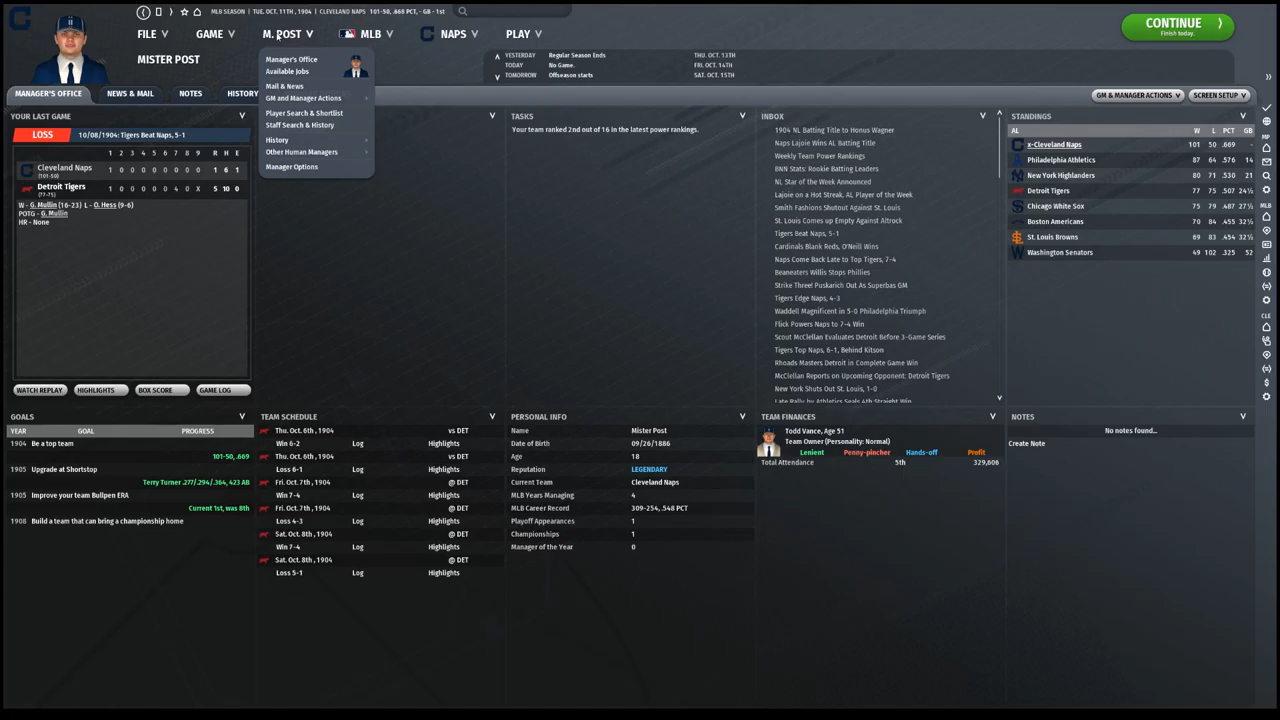 MLB SEASON | TUE. OCT. 11TH , 1904 | CLEVELAND NAPS 101-50, .668 PCT, - GB - 1st
FILE GAME M. POST MLB NAPS PLAY
CONTINUE
Finish today.
MISTER POST
YESTERDAY Regular Season Ends THU. OCT. 13TH
TODAY No Game. FRI. OCT. 14TH
TOMORROW Offseason starts SAT. OCT. 15TH
Manager's Office
Available Jobs
Mail & News
GM and Manager Actions
Player Search & Shortlist
Staff Search & History
History
Other Human Managers
Manager Options
MANAGER'S OFFICE NEWS & MAIL NOTES HISTORY
GM & MANAGER ACTIONS SCREEN SETUP
YOUR LAST GAME
LOSS 10/08/1904: Tigers Beat Naps, 5-1
1 2 3 4 5 6 7 8 9 R H E
Cleveland Naps 1 0 0 0 0 0 0 0 0 1 6 1
(101-50)
Detroit Tigers 1 0 0 0 0 0 4 0 X 5 10 0
(77-75)
W - G. Mullin (16-23) L - O. Hess (9-6)
POTG - G. Mullin
HR - None
WATCH REPLAY HIGHLIGHTS BOX SCORE GAME LOG
TASKS
Your team ranked 2nd out of 16 in the latest power rankings.
INBOX
1904 NL Batting Title to Honus Wagner
Naps Lajoie Wins AL Batting Title
Weekly Team Power Rankings
BNN Stats: Rookie Batting Leaders
NL Star of the Week Announced
Lajoie on a Hot Streak, AL Player of the Week
Smith Fashions Shutout Against St. Louis
St. Louis Comes up Empty Against Altrock
Tigers Beat Naps, 5-1
Cardinals Blank Reds, O'Neill Wins
Naps Come Back Late to Top Tigers, 7-4
Beaneaters Willis Stops Phillies
Strike Three! Puskarich Out As Superbas GM
Tigers Edge Naps, 4-3
Waddell Magnificent in 5-0 Philadelphia Triumph
Flick Powers Naps to 7-4 Win
Scout McClellan Evaluates Detroit Before 3-Game Series
Tigers Top Naps, 6-1, Behind Kitson
Rhoads Masters Detroit in Complete Game Win
McClellan Reports on Upcoming Opponent: Detroit Tigers
New York Shuts Out St. Louis, 1-0
Late Rally by Athletics Seals 4th Straight Win
STANDINGS
AL W L PCT GB
x-Cleveland Naps 101 50 .669 -
Philadelphia Athletics 87 64 .576 14
New York Highlanders 80 71 .530 21
Detroit Tigers 77 75 .507 24½
Chicago White Sox 75 79 .487 27½
Boston Americans 70 84 .455 32½
St. Louis Browns 69 83 .454 32½
Washington Senators 49 102 .325 52
MP
MLB
CLE
GOALS
YEAR GOAL PROGRESS
1904 Be a top team
101-50, .669
1905 Upgrade at Shortstop
Terry Turner .277/.294/.364, 423 AB
1905 Improve your team Bullpen ERA
Current 1st, was 8th
1908 Build a team that can bring a championship home
TEAM SCHEDULE
Thu. Oct. 6th , 1904 vs DET
Win 6-2 Log Highlights
Thu. Oct. 6th , 1904 vs DET
Loss 6-1 Log Highlights
Fri. Oct. 7th , 1904 @ DET
Win 7-4 Log Highlights
Fri. Oct. 7th , 1904 @ DET
Loss 4-3 Log Highlights
Sat. Oct. 8th , 1904 @ DET
Win 7-4 Log Highlights
Sat. Oct. 8th , 1904 @ DET
Loss 5-1 Log Highlights
PERSONAL INFO
Name Mister Post
Date of Birth 09/26/1886
Age 18
Reputation LEGENDARY
Current Team Cleveland Naps
MLB Years Managing 4
MLB Career Record 309-254, .548 PCT
Playoff Appearances 1
Championships 1
Manager of the Year 0
TEAM FINANCES
Todd Vance, Age 51
Team Owner (Personality: Normal)
Lenient Penny-pincher Hands-off Profit
Total Attendance 5th 329,606
NOTES
No notes found...
Create Note